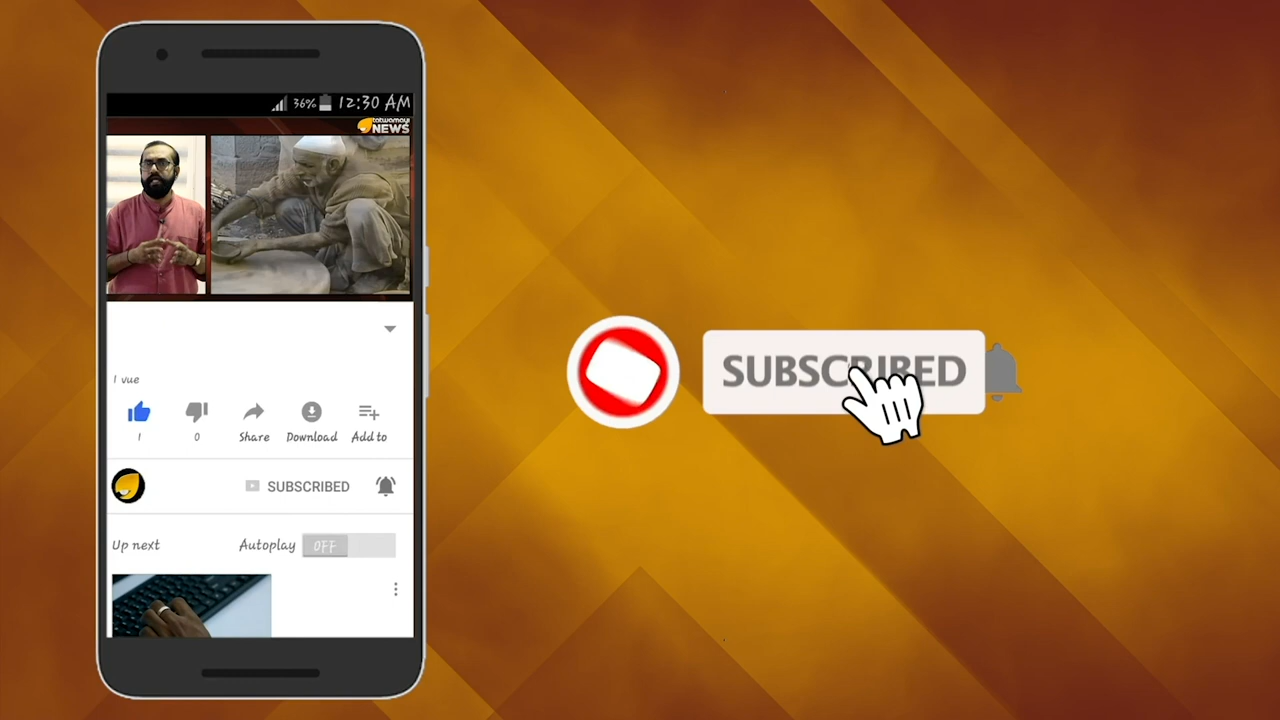 36% 12:30 AM
tatwamayi
NEWS
1 vue
1
0
Share
Download
Add to
SUBSCRIBED
Up next
Autoplay
OFF
SUBSCRIBED